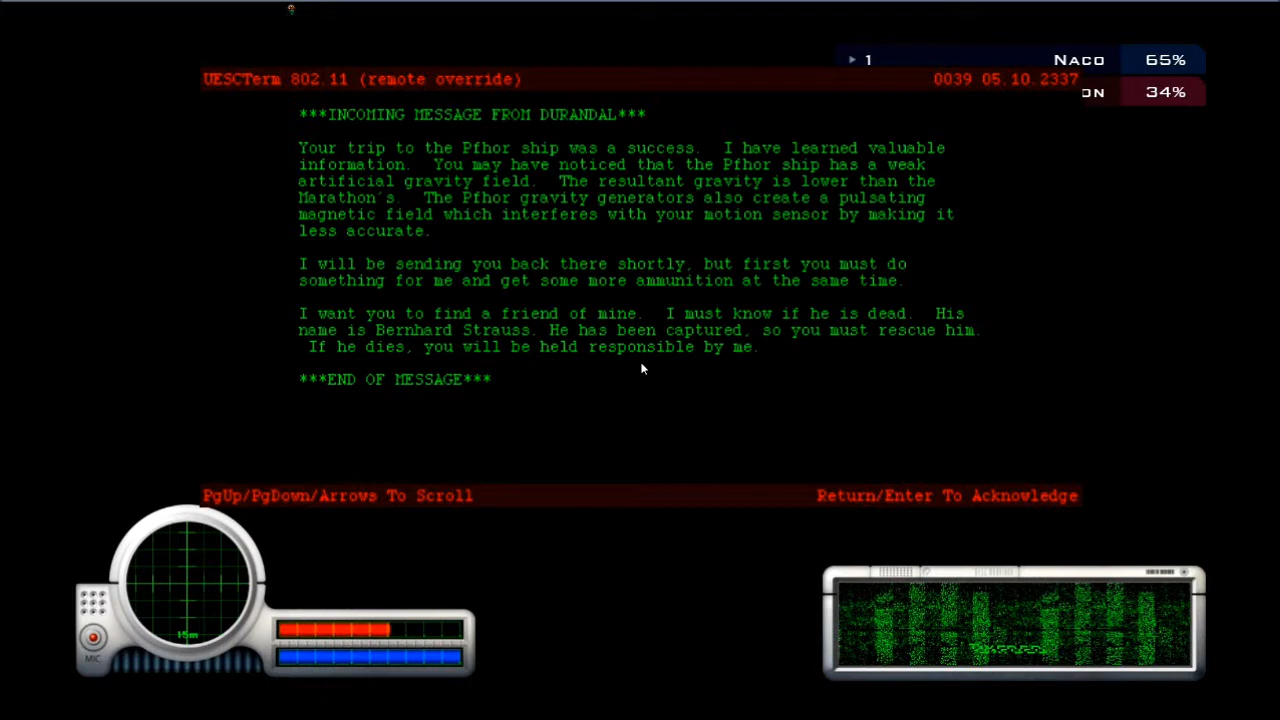 1 Naco 65%
UESCTerm 802.11 (remote override) 0039 05.10.2337
on 34%
***INCOMING MESSAGE FROM DURANDAL***
Your trip to the Pfhor ship was a success.  I have learned valuable
information.  You may have noticed that the Pfhor ship has a weak
artificial gravity field.  The resultant gravity is lower than the
Marathon's.  The Pfhor gravity generators also create a pulsating
magnetic field which interferes with your motion sensor by making it
less accurate.
I will be sending you back there shortly, but first you must do
something for me and get some more ammunition at the same time.
I want you to find a friend of mine.  I must know if he is dead.  His
name is Bernhard Strauss. He has been captured, so you must rescue him.
If he dies, you will be held responsible by me.
***END OF MESSAGE***
PgUp/PgDown/Arrows To Scroll Return/Enter To Acknowledge
15m
MIC